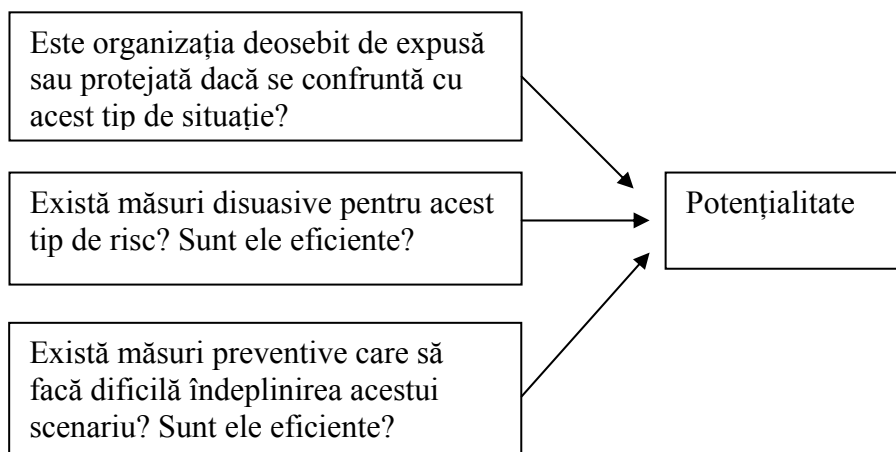 Este organizația deosebit de expusă
sau protejată dacă se confruntă cu
acest tip de situație?
Există măsuri disuasive pentru acest
tip de risc? Sunt ele eficiente?
Potențialitate
Există măsuri preventive care să
facă dificilă îndeplinirea acestui
scenariu? Sunt ele eficiente?